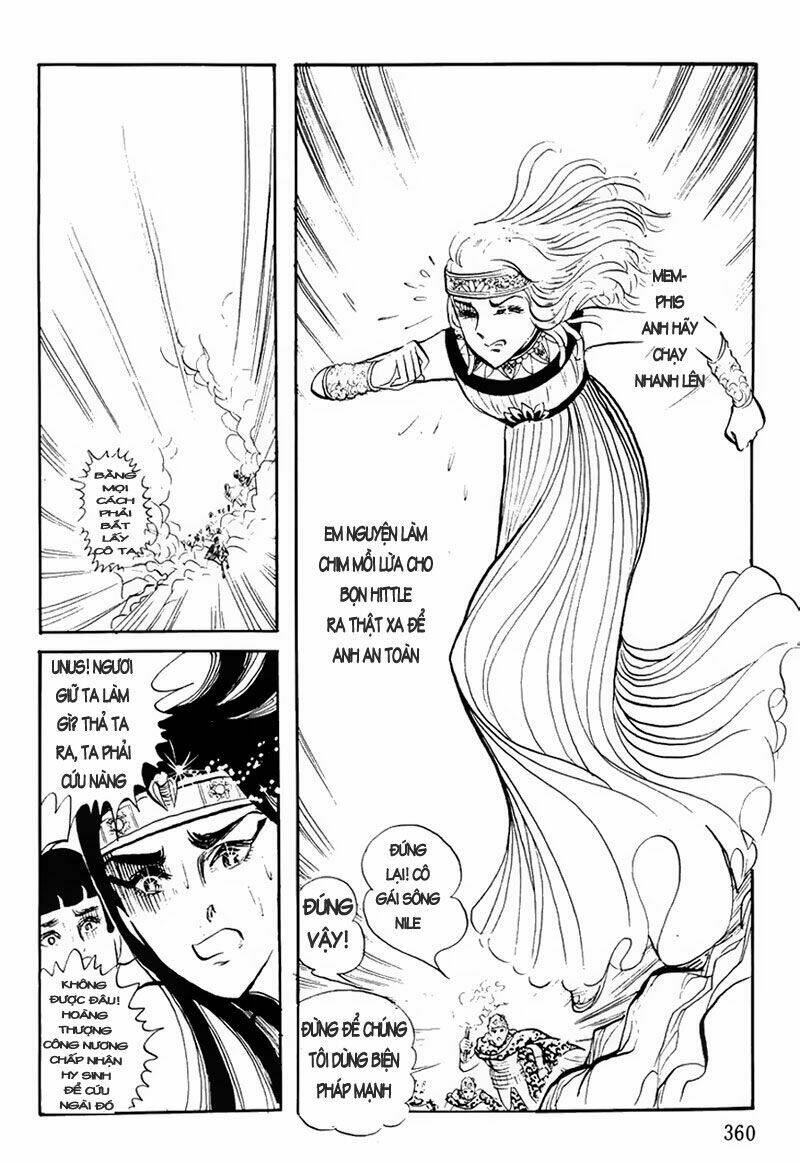 MEM-
PHIS
ANH HÃY
CHẠY
NHANH LÊN
EM NGUYỆN LÀM
CHIM MỒI LỪA CHO
BỌN HITTLE
RA THẬT XA ĐỂ
ANH AN TOÀN
ĐỨNG
LẠI! CÔ
GÁI SÔNG
NILE
ĐÚNG
VẬY!
ĐỪNG ĐỂ CHÚNG
TÔI DÙNG BIỆN
PHÁP MẠNH
BẰNG
MỌI
CÁCH
PHẢI
BẮT
LẤY
CÔ TA
UNUS! NGƯƠI
GIỮ TA LÀM
GÌ? THẢ TA
RA, TA PHẢI
CỨU NÀNG
KHÔNG
ĐƯỢC ĐÂU!
HOÀNG
THƯỢNG
CÔNG NƯƠNG
CHẤP NHẬN
HY SINH
ĐỂ CỨU
NGÀI ĐÓ
360